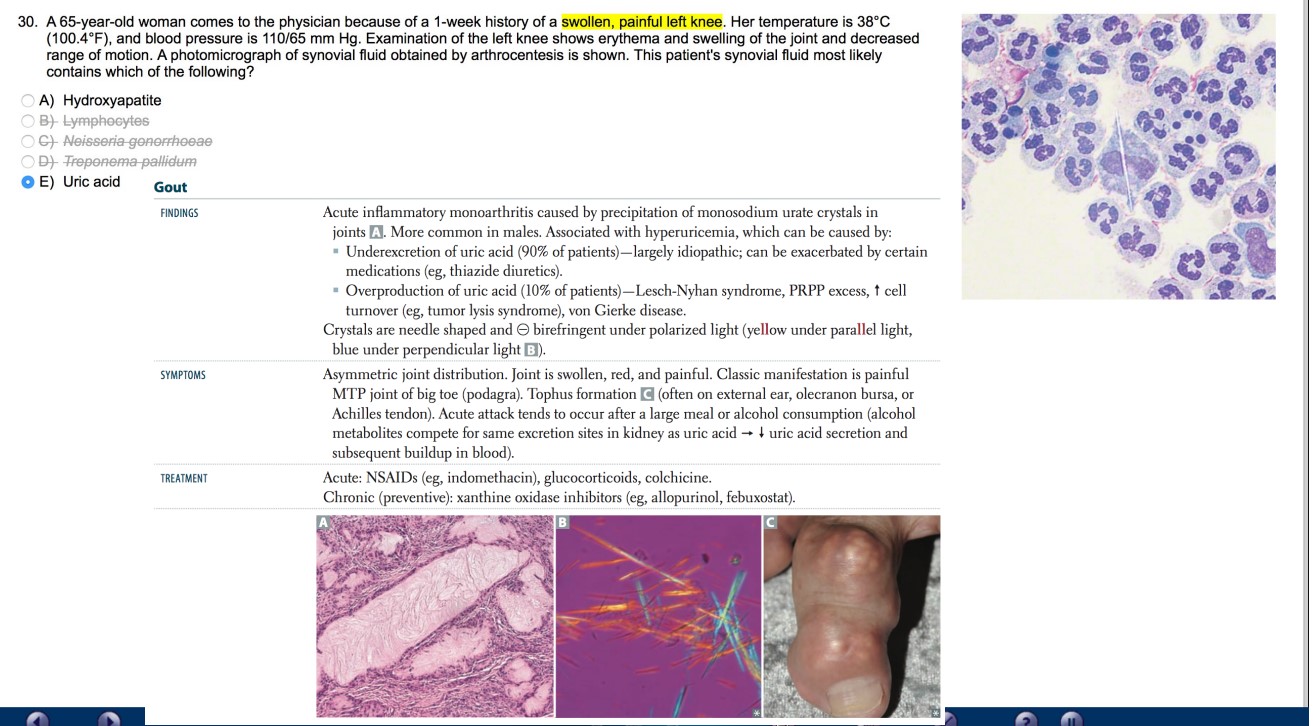 30. A 65-year-old woman comes to the physician because of a 1-week history of a swollen, painful left knee. Her temperature is 38°C
(100.4°F), and blood pressure is 110/65 mm Hg. Examination of the left knee shows erythema and swelling of the joint and decreased
range of motion. A photomicrograph of synovial fluid obtained by arthrocentesis is shown. This patient's synovial fluid most likely
contains which of the following?
A) Hydroxyapatite
B) Lymphocytes
C) Neisseria gonorrhoeae
D) Treponema pallidum
E) Uric acid
Gout
FINDINGS
Acute inflammatory monoarthritis caused by precipitation of monosodium urate crystals in
joints A. More common in males. Associated with hyperuricemia, which can be caused by:
▪ Underexcretion of uric acid (90% of patients)—largely idiopathic; can be exacerbated by certain
medications (eg, thiazide diuretics).
▪ Overproduction of uric acid (10% of patients)—Lesch-Nyhan syndrome, PRPP excess, ↑ cell
turnover (eg, tumor lysis syndrome), von Gierke disease.
Crystals are needle shaped and ⊖ birefringent under polarized light (yellow under parallel light,
blue under perpendicular light B).
SYMPTOMS
Asymmetric joint distribution. Joint is swollen, red, and painful. Classic manifestation is painful
MTP joint of big toe (podagra). Tophus formation C (often on external ear, olecranon bursa, or
Achilles tendon). Acute attack tends to occur after a large meal or alcohol consumption (alcohol
metabolites compete for same excretion sites in kidney as uric acid → ↓ uric acid secretion and
subsequent buildup in blood).
TREATMENT
Acute: NSAIDs (eg, indomethacin), glucocorticoids, colchicine.
Chronic (preventive): xanthine oxidase inhibitors (eg, allopurinol, febuxostat).
A B C